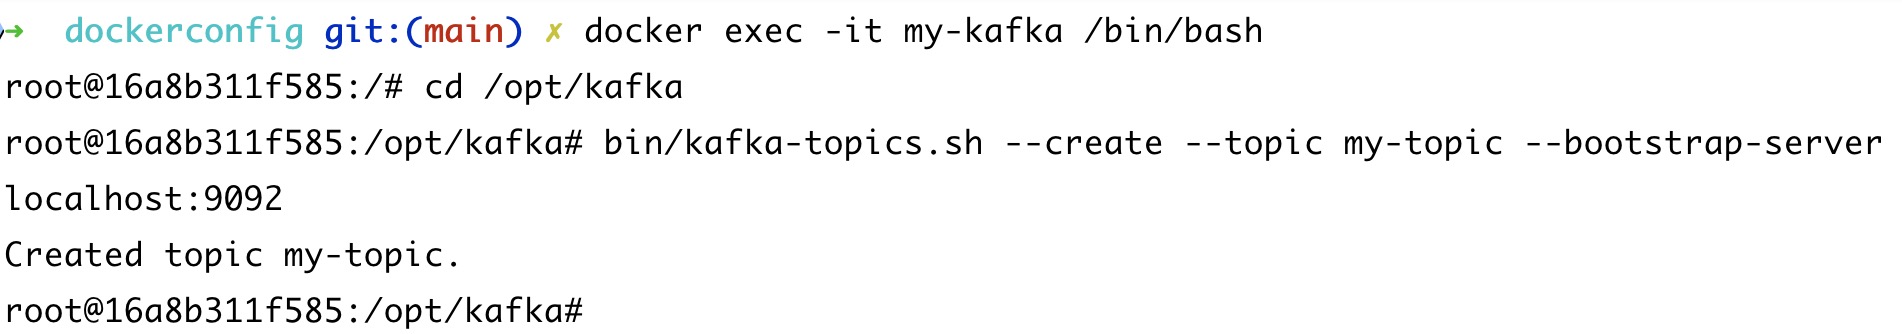 ➜ dockerconfig git:(main) ✗ docker exec -it my-kafka /bin/bash
root@16a8b311f585:/# cd /opt/kafka
root@16a8b311f585:/opt/kafka# bin/kafka-topics.sh --create --topic my-topic --bootstrap-server
localhost:9092
Created topic my-topic.
root@16a8b311f585:/opt/kafka#